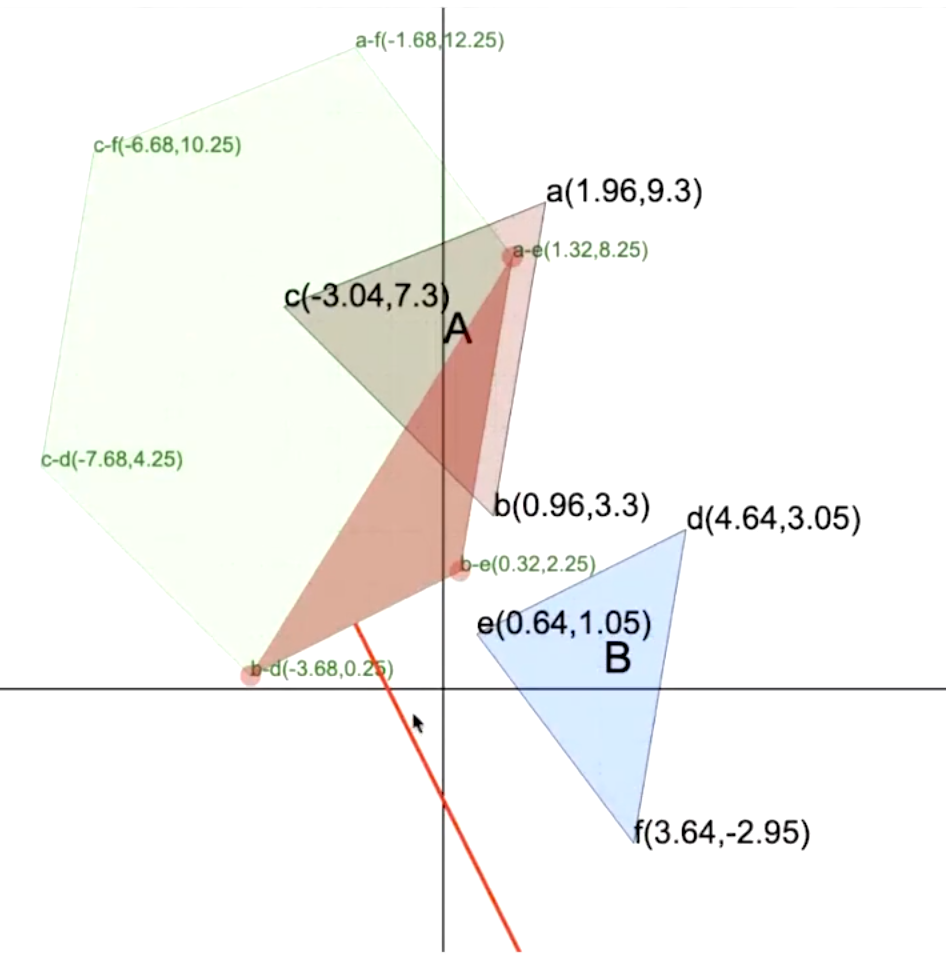 a-f(-1.68,12.25)
c-f(-6.68,10.25)
a(1.96,9.3)
a-e(1.32,8.25)
c(-3.04,7.3)
A
c-d(-7.68,4.25)
b(0.96,3.3)
d(4.64,3.05)
b-e(0.32,2.25)
e(0.64,1.05)
B
b-d(-3.68,0.25)
f(3.64,-2.95)